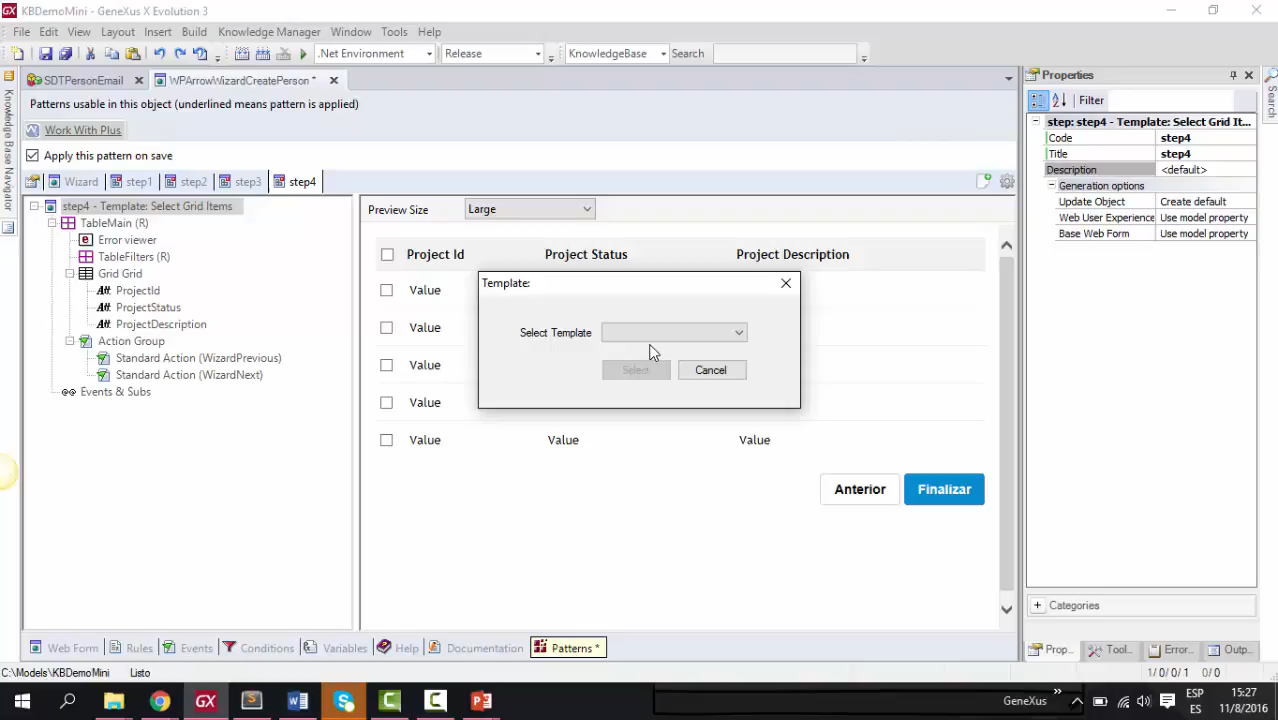 KBDemoMini - GeneXus X Evolution 3
File Edit View Layout Insert Build Knowledge Manager Window Tools Help
.Net Environment Release KnowledgeBase Search
SDTPersonEmail WPArrowWizardCreatePerson *
Patterns usable in this object (underlined means pattern is applied)
Work With Plus
Apply this pattern on save
Wizard step1 step2 step3 step4
step4 - Template: Select Grid Items
TableMain (R)
Error viewer
TableFilters (R)
Grid Grid
ProjectId
ProjectStatus
ProjectDescription
Action Group
Standard Action (WizardPrevious)
Standard Action (WizardNext)
Events & Subs
Knowledge Base Navigator
Preview Size Large
Project Id Project Status Project Description
Value
Value
Value
Value
Value Value Value
Anterior Finalizar
Template:
Select Template
Select Cancel
Properties
Filter
step: step4 - Template: Select Grid It...
Code step4
Title step4
Description <default>
Generation options
Update Object Create default
Web User Experience Use model property
Base Web Form Use model property
Categories
Search
Web Form Rules Events Conditions Variables Help Documentation Patterns *
Prop... Tool... Error... Outp...
C:\Models\KBDemoMini Listo 1/0/0/1 0/0
GX GeneXus » ESP ES 15:27 11/8/2016